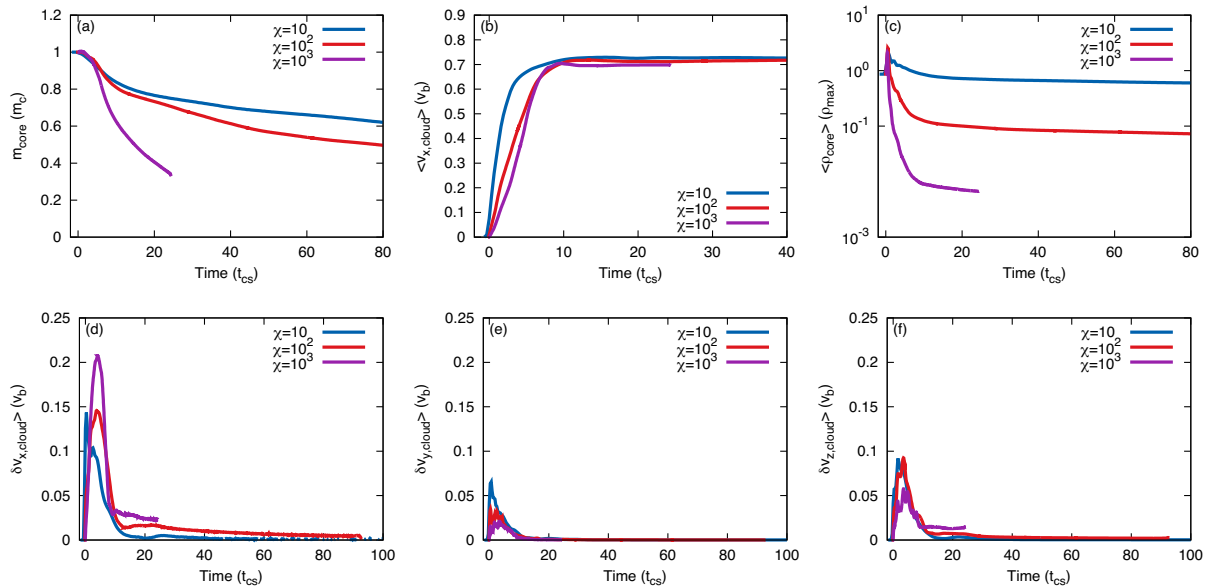 (a)
χ=10
χ=10²
χ=10³
1.2
1
0.8
0.6
0.4
0.2
0
m_core (m_c)
0 20 40 60 80
Time (t_cs)
(b)
χ=10
χ=10²
χ=10³
0.9
0.8
0.7
0.6
0.5
0.4
0.3
0.2
0.1
0
<v_x,cloud> (v_b)
0 10 20 30 40
Time (t_cs)
(c)
χ=10
χ=10²
χ=10³
10¹
10⁰
10⁻¹
10⁻³
<ρ_core> (ρ_max)
0 20 40 60 80
Time (t_cs)
(d)
χ=10
χ=10²
χ=10³
0.25
0.2
0.15
0.1
0.05
0
δv_x,cloud> (v_b)
0 20 40 60 80 100
Time (t_cs)
(e)
χ=10
χ=10²
χ=10³
0.25
0.2
0.15
0.1
0.05
0
δv_y,cloud> (v_b)
0 20 40 60 80 100
Time (t_cs)
(f)
χ=10
χ=10²
χ=10³
0.25
0.2
0.15
0.1
0.05
0
δv_z,cloud> (v_b)
0 20 40 60 80 100
Time (t_cs)